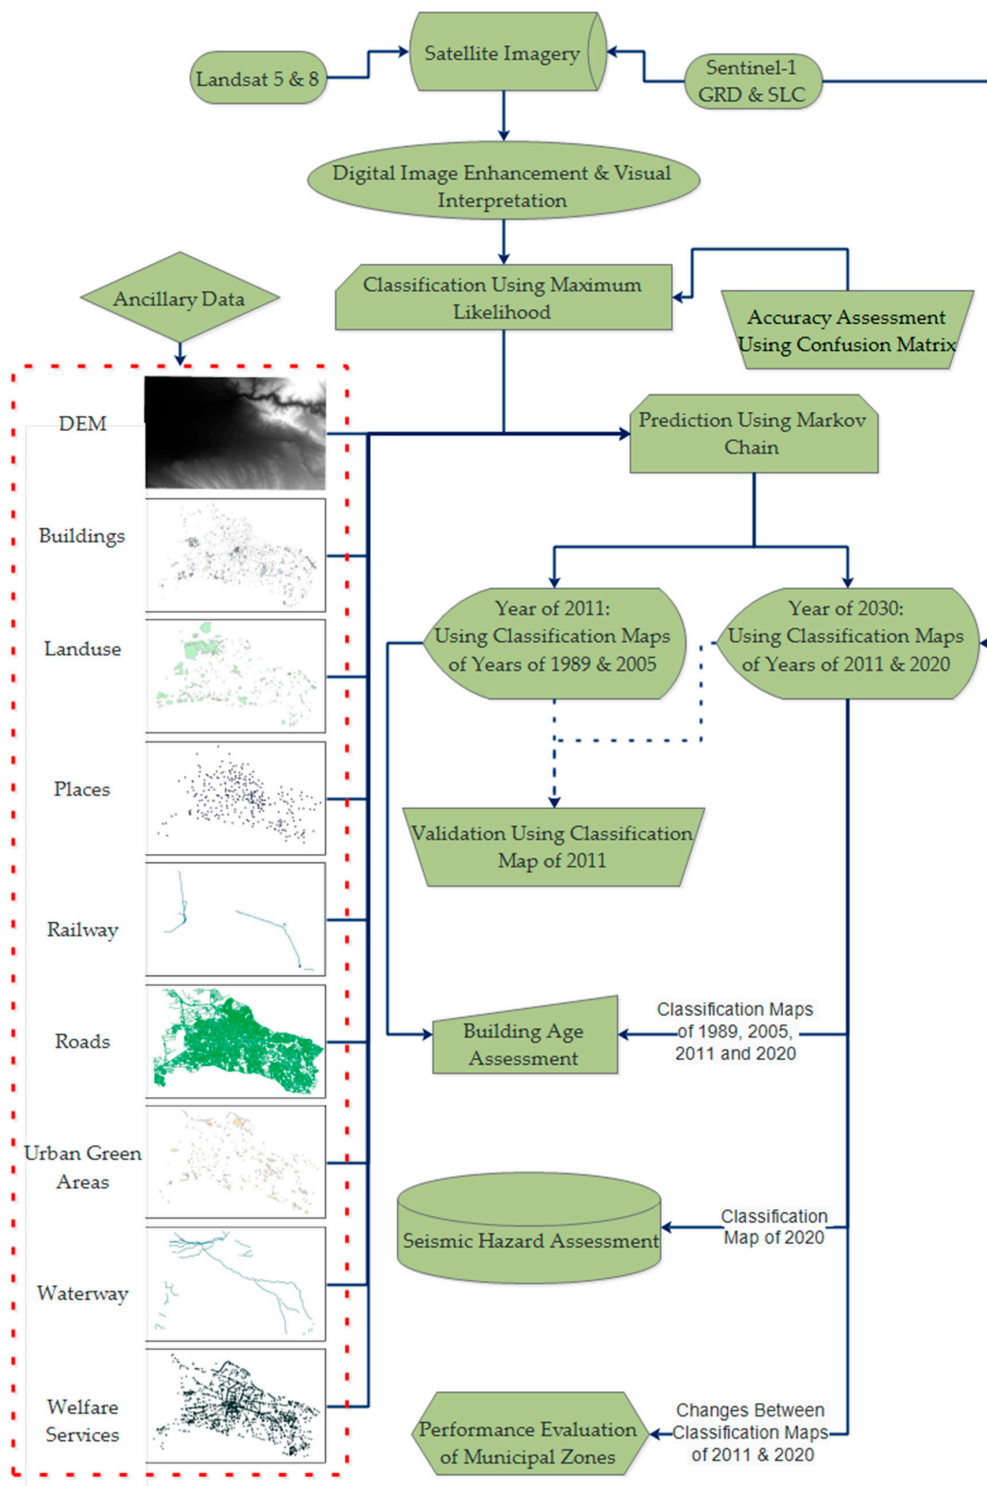 Satellite Imagery
Landsat 5 & 8
Sentinel-1
GRD & SLC
Digital Image Enhancement & Visual
Interpretation
Classification Using Maximum
Likelihood
Accuracy Assessment
Using Confusion Matrix
Ancillary Data
DEM
Buildings
Landuse
Places
Railway
Roads
Urban Green
Areas
Waterway
Welfare
Services
Prediction Using Markov
Chain
Year of 2011:
Using Classification Maps
of Years of 1989 & 2005
Year of 2030:
Using Classification Maps
of Years of 2011 & 2020
Validation Using Classification
Map of 2011
Building Age
Assessment
Classification Maps
of 1989, 2005,
2011 and 2020
Seismic Hazard Assessment
Classification
Map of 2020
Performance Evaluation
of Municipal Zones
Changes Between
Classification Maps
of 2011 & 2020